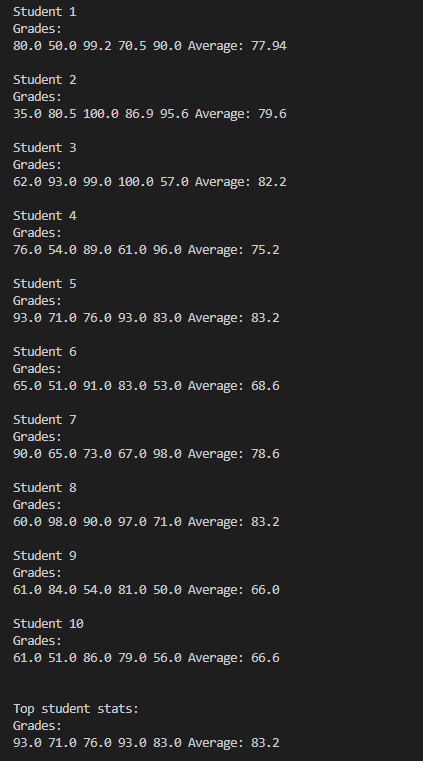 Student 1
Grades:
80.0 50.0 99.2 70.5 90.0 Average: 77.94
Student 2
Grades:
35.0 80.5 100.0 86.9 95.6 Average: 79.6
Student 3
Grades:
62.0 93.0 99.0 100.0 57.0 Average: 82.2
Student 4
Grades:
76.0 54.0 89.0 61.0 96.0 Average: 75.2
Student 5
Grades:
93.0 71.0 76.0 93.0 83.0 Average: 83.2
Student 6
Grades:
65.0 51.0 91.0 83.0 53.0 Average: 68.6
Student 7
Grades:
90.0 65.0 73.0 67.0 98.0 Average: 78.6
Student 8
Grades:
60.0 98.0 90.0 97.0 71.0 Average: 83.2
Student 9
Grades:
61.0 84.0 54.0 81.0 50.0 Average: 66.0
Student 10
Grades:
61.0 51.0 86.0 79.0 56.0 Average: 66.6
Top student stats:
Grades:
93.0 71.0 76.0 93.0 83.0 Average: 83.2